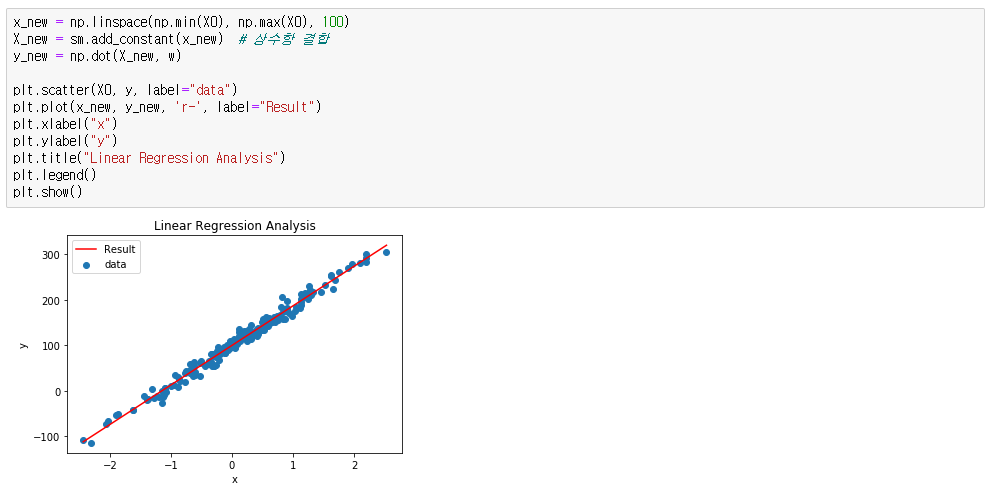 x_new = np.linspace(np.min(X0), np.max(X0), 100)
X_new = sm.add_constant(x_new)  # 상수항 결합
y_new = np.dot(X_new, w)
plt.scatter(X0, y, label="data")
plt.plot(x_new, y_new, 'r-', label="Result")
plt.xlabel("x")
plt.ylabel("y")
plt.title("Linear Regression Analysis")
plt.legend()
plt.show()
Linear Regression Analysis
Result
data
300
200
100
0
−100
y
−2
−1
0
1
2
x